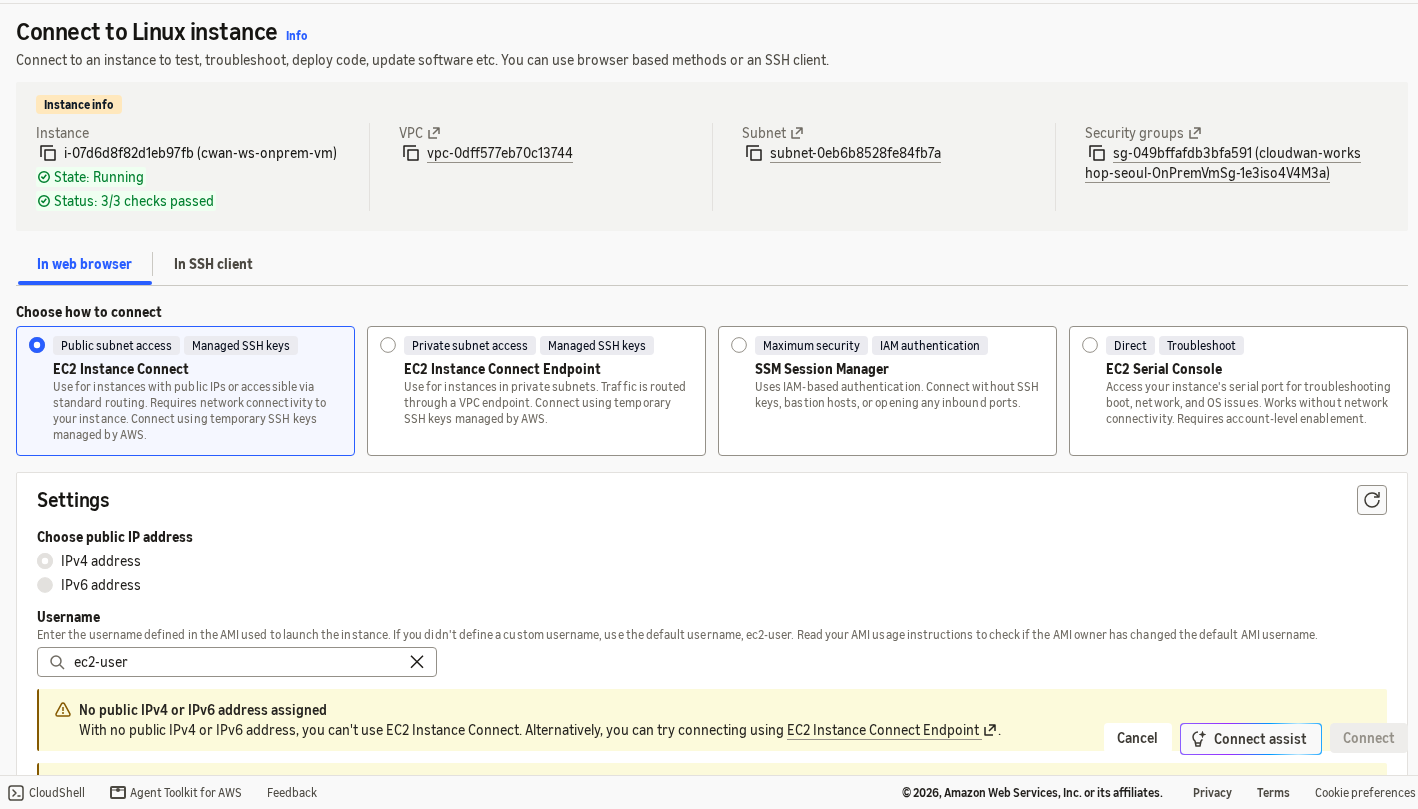 Connect to Linux instance Info
Connect to an instance to test, troubleshoot, deploy code, update software etc. You can use browser based methods or an SSH client.
Instance info
Instance
i-07d6d8f82d1eb97fb (cwan-ws-onprem-vm)
State: Running
Status: 3/3 checks passed
VPC
vpc-0dff577eb70c13744
Subnet
subnet-0eb6b8528fe84fb7a
Security groups
sg-049bffafdb3bfa591 (cloudwan-works
hop-seoul-OnPremVmSg-1e3iso4V4M3a)
In web browser
In SSH client
Choose how to connect
Public subnet access Managed SSH keys
EC2 Instance Connect
Use for instances with public IPs or accessible via
standard routing. Requires network connectivity to
your instance. Connect using temporary SSH keys
managed by AWS.
Private subnet access Managed SSH keys
EC2 Instance Connect Endpoint
Use for instances in private subnets. Traffic is routed
through a VPC endpoint. Connect using temporary
SSH keys managed by AWS.
Maximum security IAM authentication
SSM Session Manager
Uses IAM-based authentication. Connect without SSH
keys, bastion hosts, or opening any inbound ports.
Direct Troubleshoot
EC2 Serial Console
Access your instance's serial port for troubleshooting
boot, network, and OS issues. Works without network
connectivity. Requires account-level enablement.
Settings
Choose public IP address
IPv4 address
IPv6 address
Username
Enter the username defined in the AMI used to launch the instance. If you didn't define a custom username, use the default username, ec2-user. Read your AMI usage instructions to check if the AMI owner has changed the default AMI username.
ec2-user
No public IPv4 or IPv6 address assigned
With no public IPv4 or IPv6 address, you can't use EC2 Instance Connect. Alternatively, you can try connecting using EC2 Instance Connect Endpoint .
Cancel
Connect assist
Connect
CloudShell
Agent Toolkit for AWS
Feedback
© 2026, Amazon Web Services, Inc. or its affiliates.
Privacy
Terms
Cookie preferences